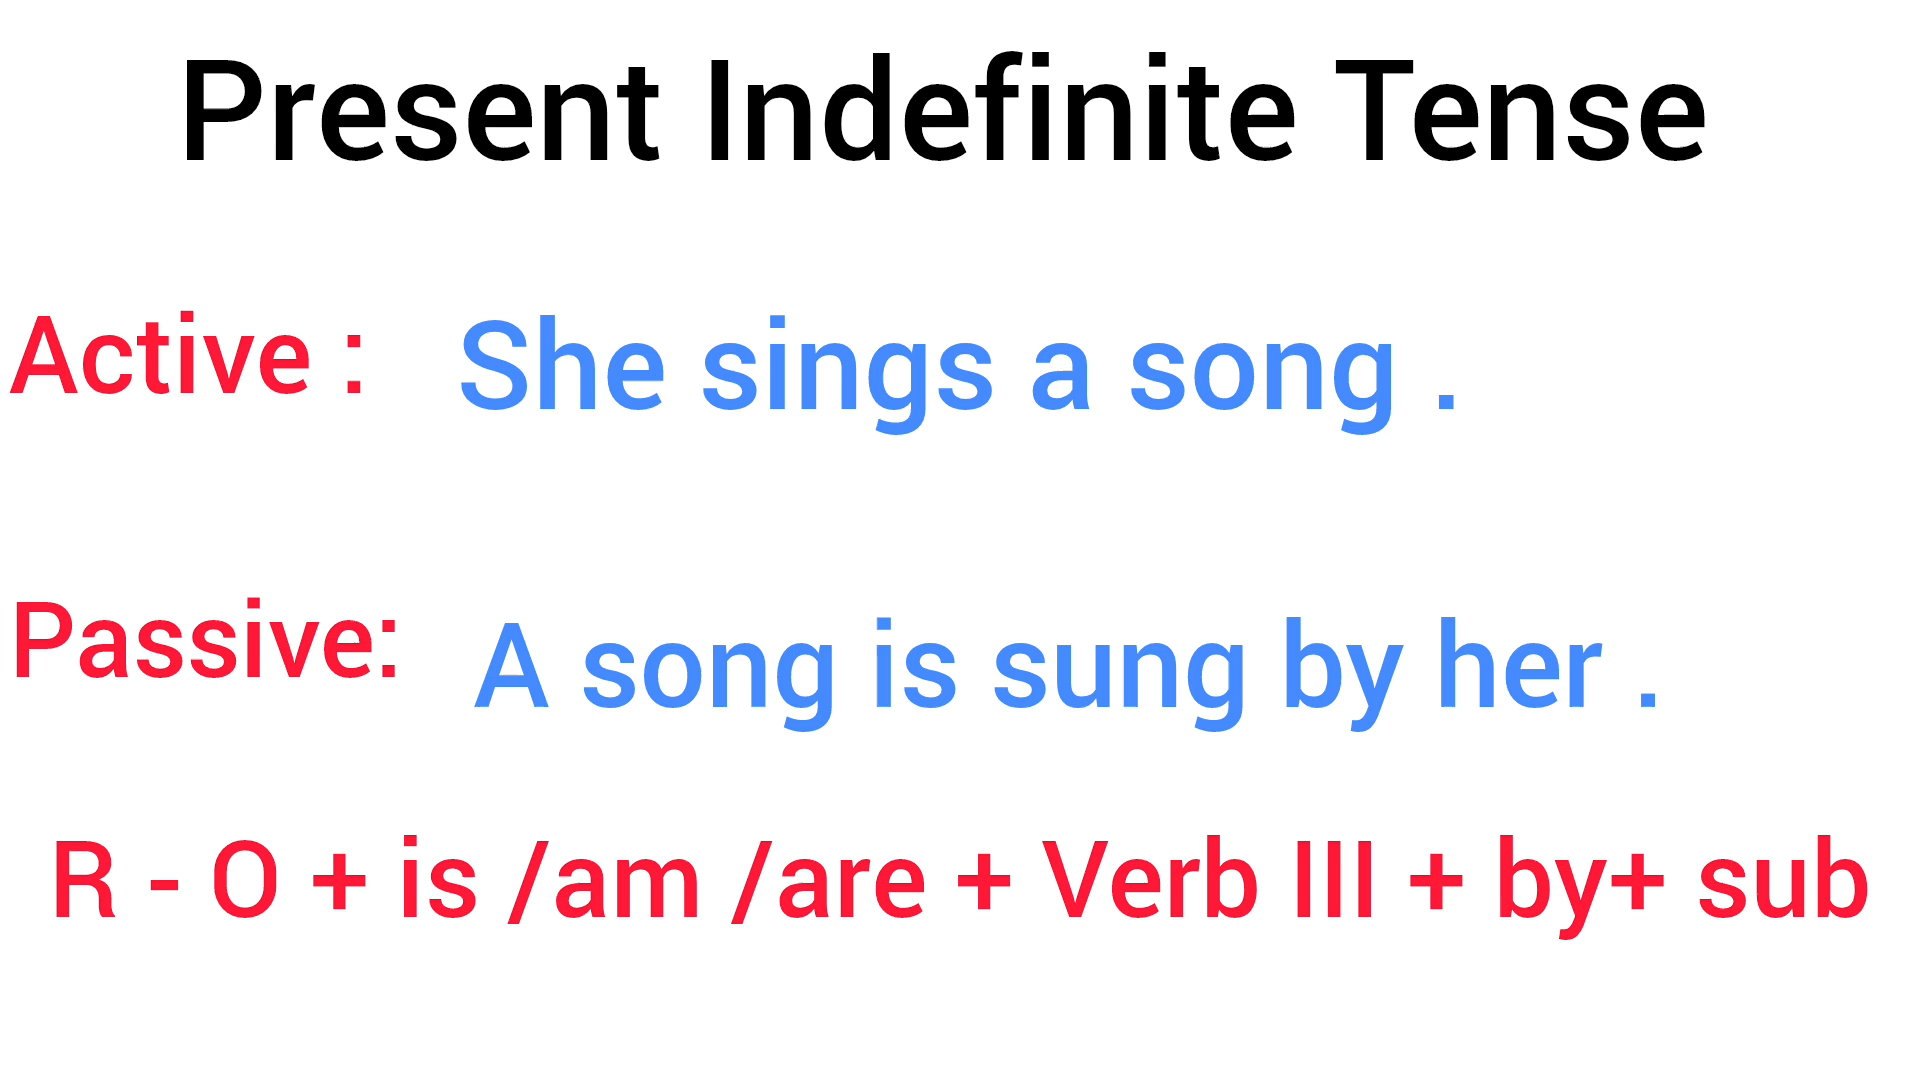 Present Indefinite Tense
Active : She sings a song .
Passive: A song is sung by her .
R - O + is /am /are + Verb III + by+ sub